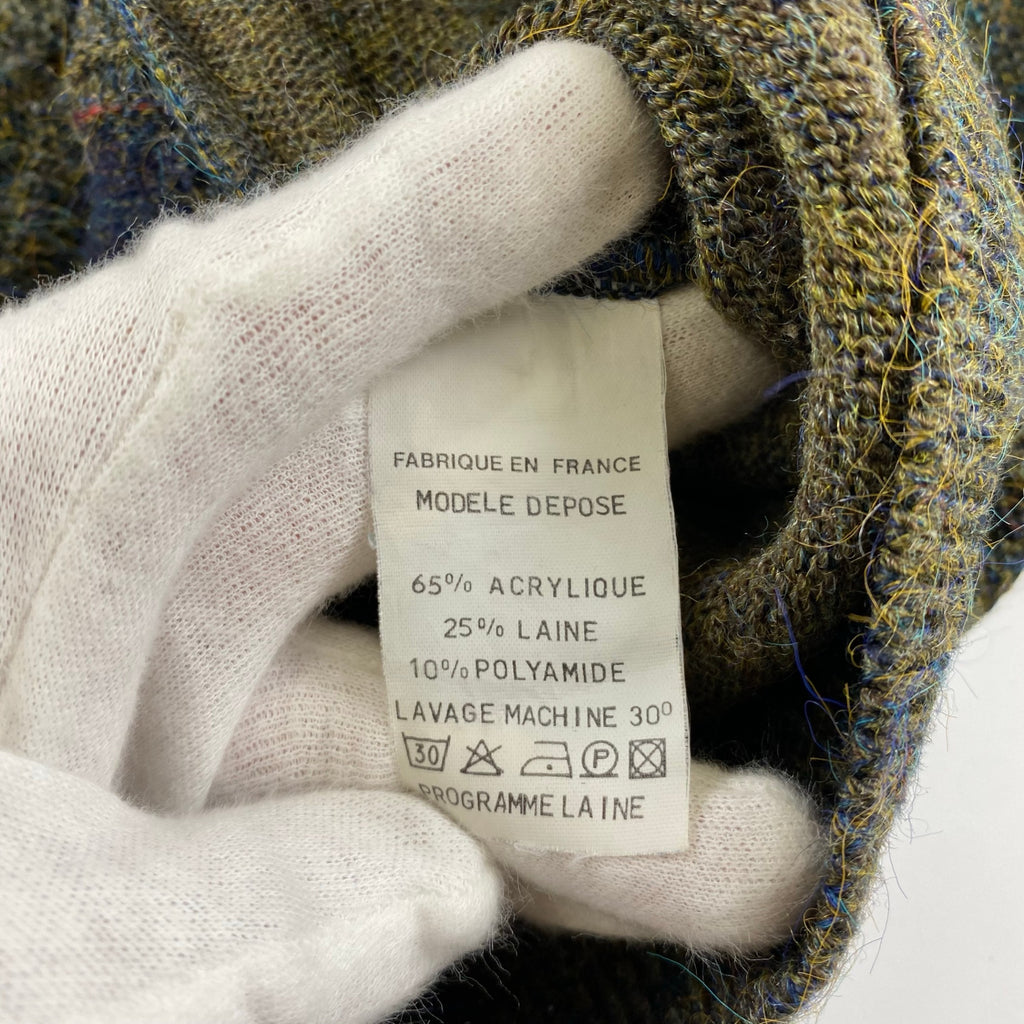 FABRIQUE EN FRANCE
MODELE DEPOSE
65% ACRYLIQUE
25% LAINE
10% POLYAMIDE
LAVAGE MACHINE 30°
30 P
PROGRAMME LAINE